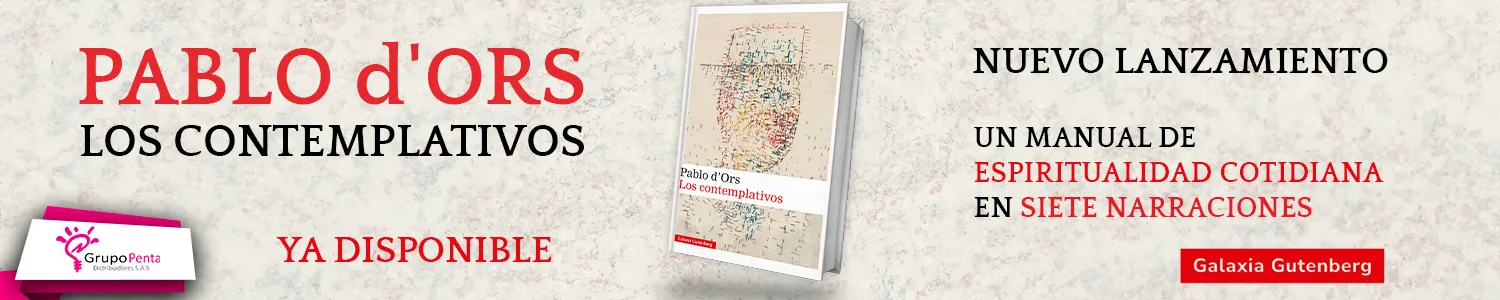 PABLO d'ORS
LOS CONTEMPLATIVOS
YA DISPONIBLE
GrupoPenta
Distribuidores S.A.S
Pablo d'Ors
Los contemplativos
Galaxia Gutenberg
NUEVO LANZAMIENTO
UN MANUAL DE
ESPIRITUALIDAD COTIDIANA
EN SIETE NARRACIONES
Galaxia Gutenberg